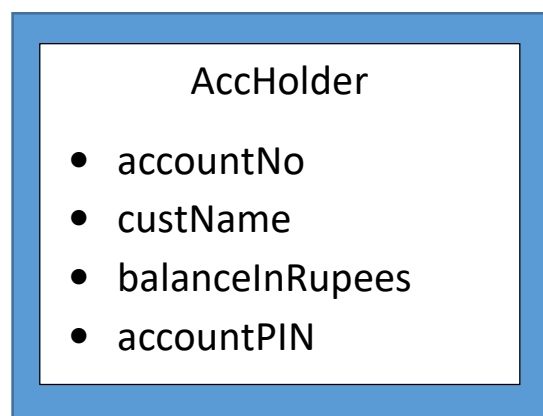 AccHolder
• accountNo
• custName
• balanceInRupees
• accountPIN